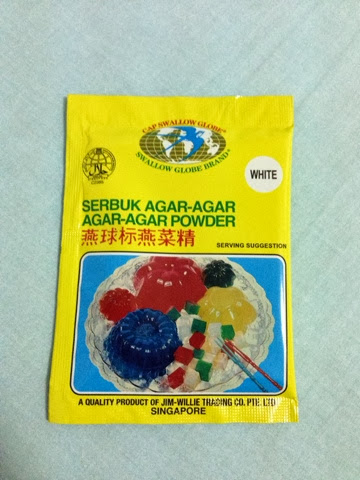 CAP SWALLOW GLOBE
SWALLOW GLOBE BRAND
WHITE
SERBUK AGAR-AGAR
AGAR-AGAR POWDER
燕球标燕菜精
SERVING SUGGESTION
A QUALITY PRODUCT OF JIM-WILLIE TRADING CO. PTE. LTD
SINGAPORE